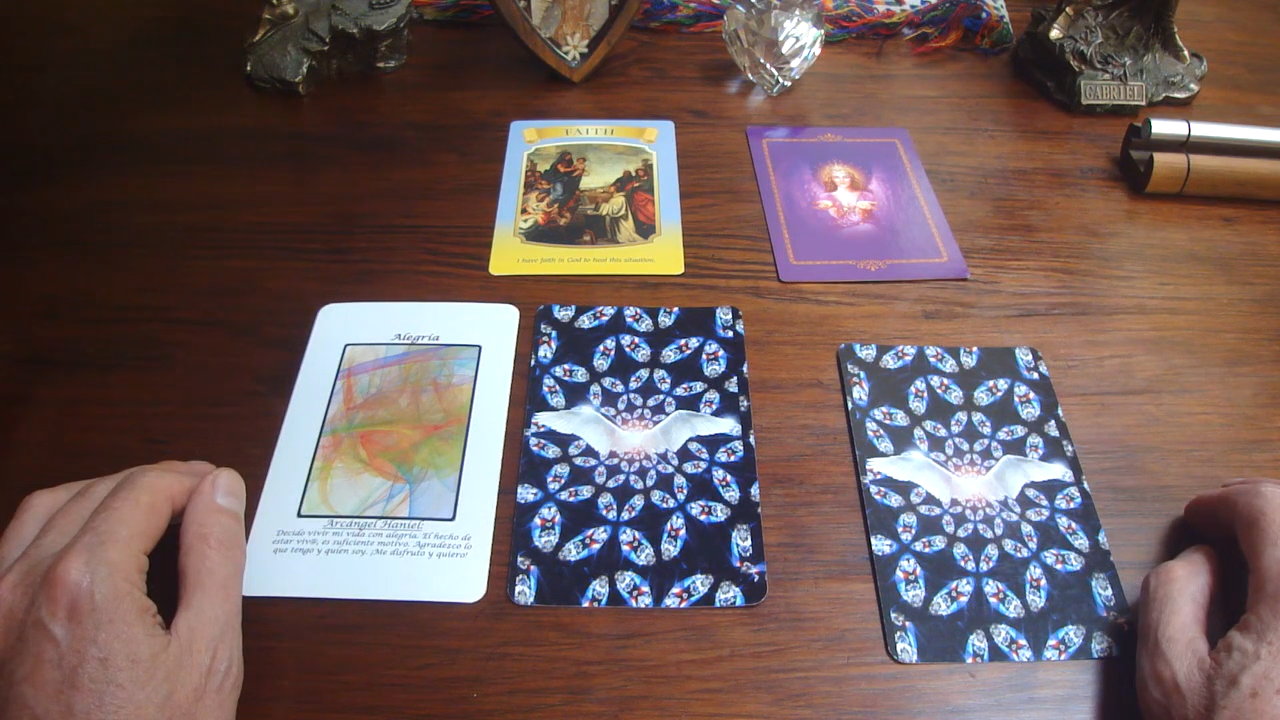 GABRIEL
FAITH
I have faith in God to heal this situation.
Alegría
Arcángel Haniel:
Decido vivir mi vida con alegría. El hecho de
estar viv@, es suficiente motivo. Agradezco lo
que tengo y quien soy. ¡Me disfruto y quiero!